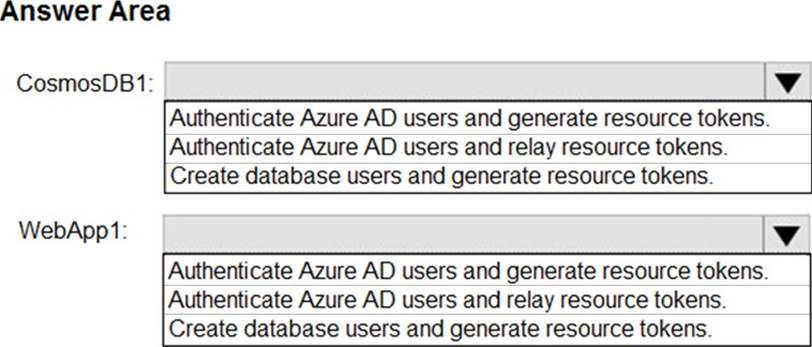 Answer Area
CosmosDB1:
Authenticate Azure AD users and generate resource tokens.
Authenticate Azure AD users and relay resource tokens.
Create database users and generate resource tokens.
WebApp1:
Authenticate Azure AD users and generate resource tokens.
Authenticate Azure AD users and relay resource tokens.
Create database users and generate resource tokens.